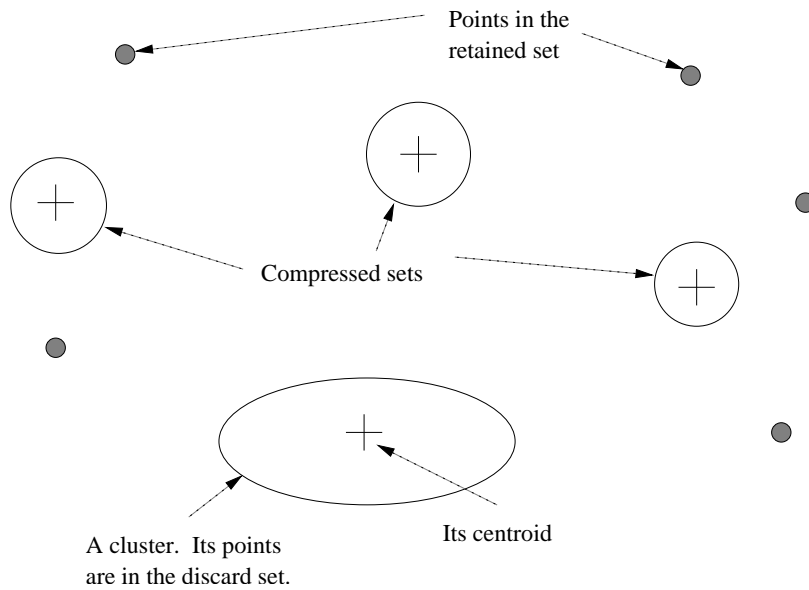 Points in the
retained set
Compressed sets
Its centroid
A cluster.  Its points
are in the discard set.